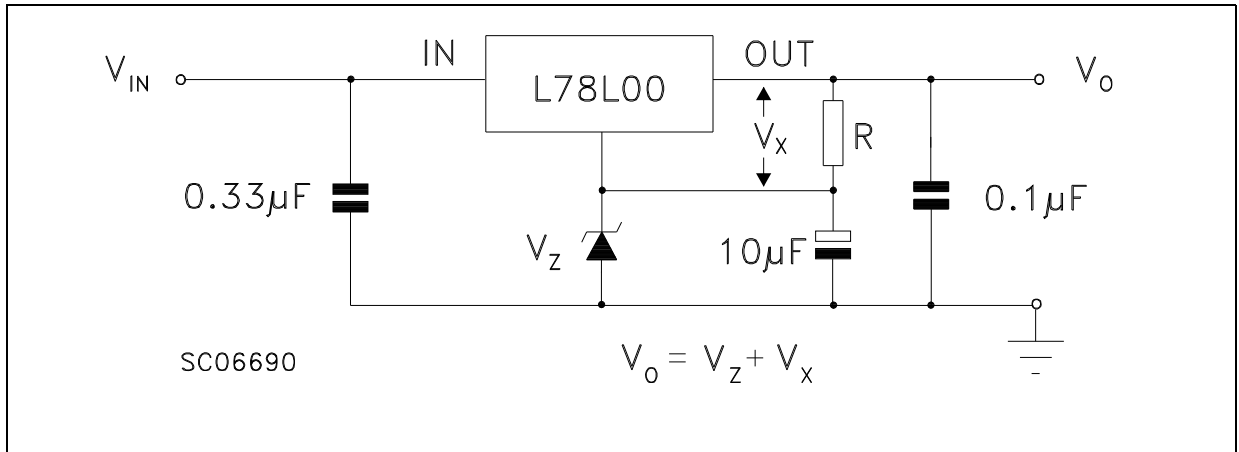 V_IN
IN
L78L00
OUT
V_O
V_X
R
0.33µF
0.1µF
V_Z
10µF
SC06690
V_O = V_Z + V_X